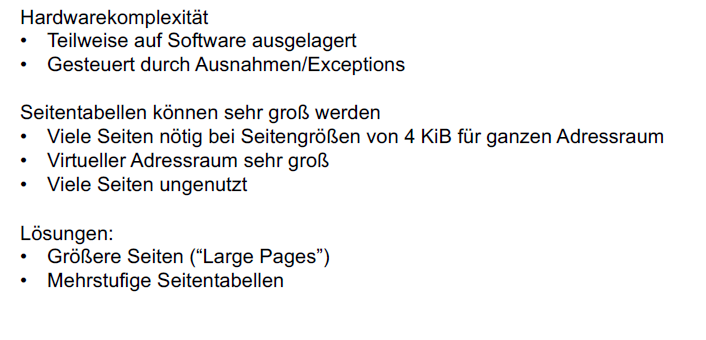 Hardwarekomplexität
• Teilweise auf Software ausgelagert
• Gesteuert durch Ausnahmen/Exceptions
Seitentabellen können sehr groß werden
• Viele Seiten nötig bei Seitengrößen von 4 KiB für ganzen Adressraum
• Virtueller Adressraum sehr groß
• Viele Seiten ungenutzt
Lösungen:
• Größere Seiten (“Large Pages”)
• Mehrstufige Seitentabellen